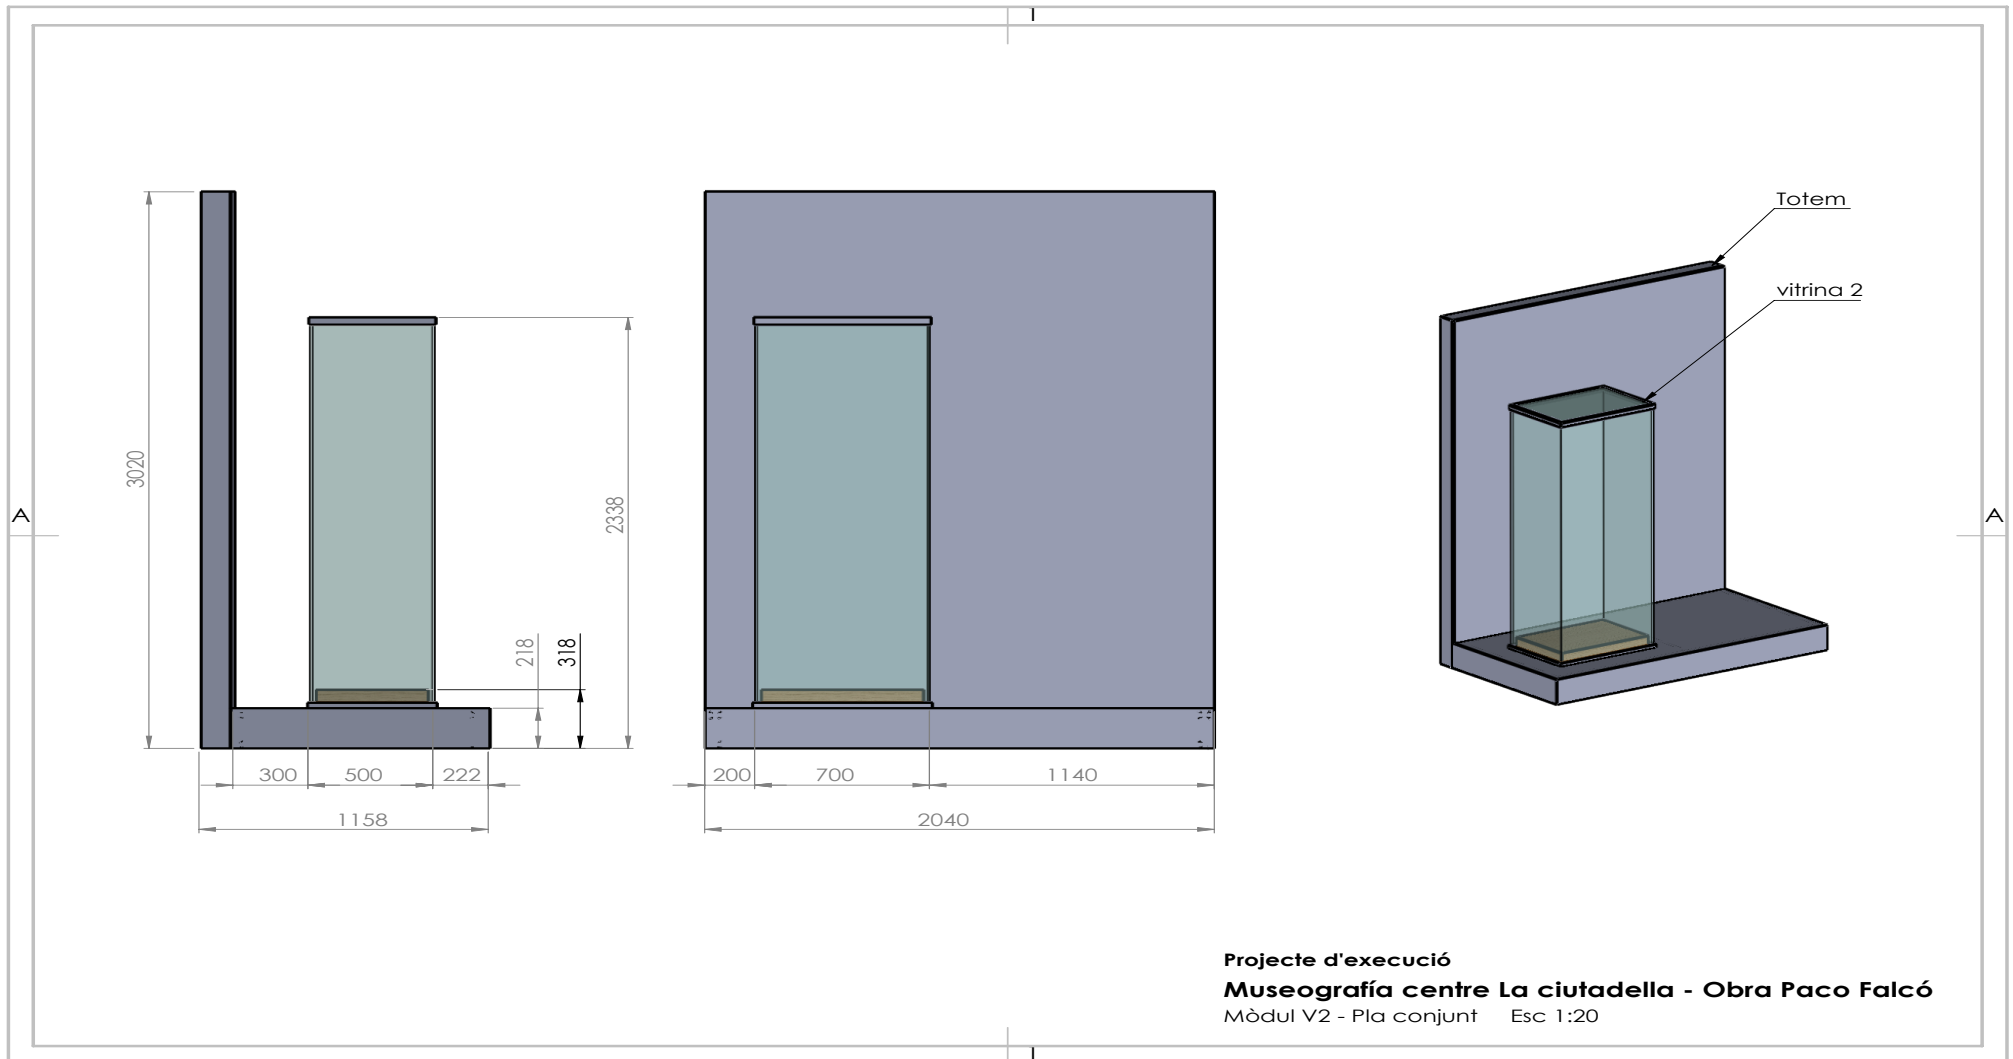 Totem
vitrina 2
A
A
3020
2338
218
318
300
500
222
1158
200
700
1140
2040
Projecte d'execució
Museografía centre La ciutadella - Obra Paco Falcó
Mòdul V2 - Pla conjunt Esc 1:20